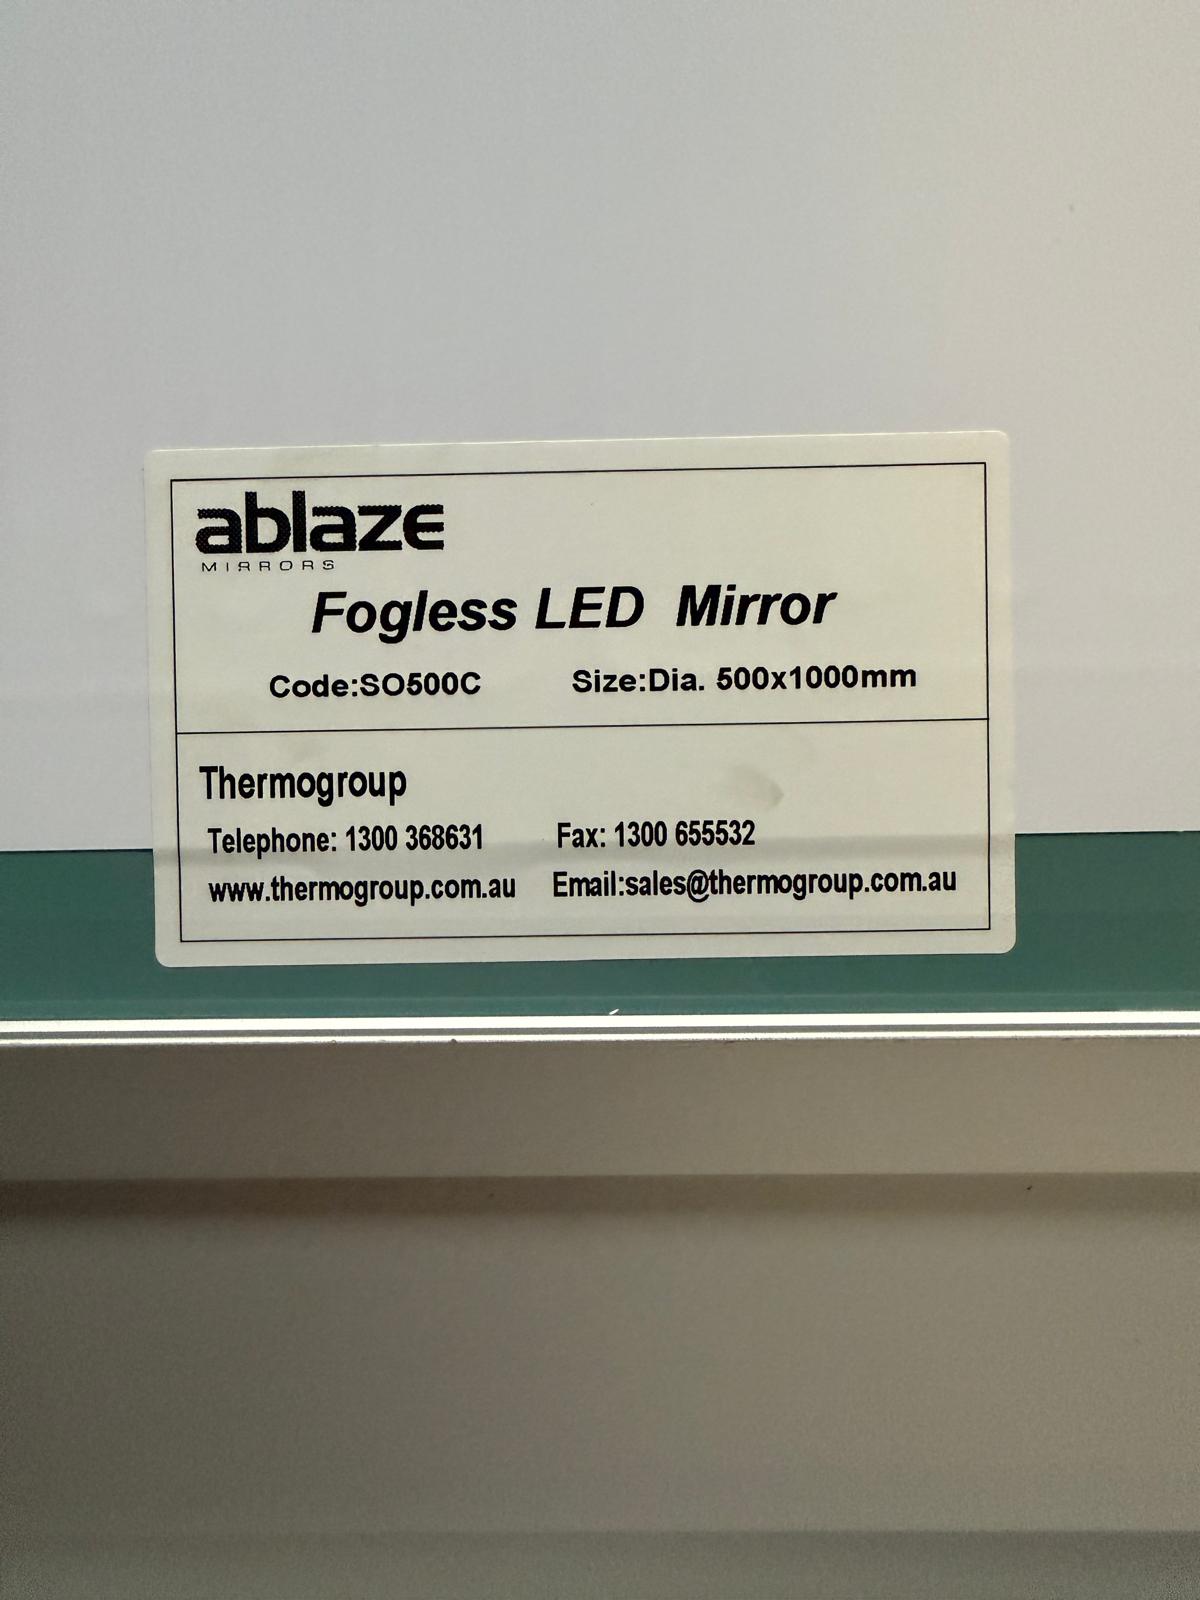 ablaze
MIRRORS
Fogless LED Mirror
Code:SO500C Size:Dia. 500x1000mm
Thermogroup
Telephone: 1300 368631 Fax: 1300 655532
www.thermogroup.com.au Email:sales@thermogroup.com.au